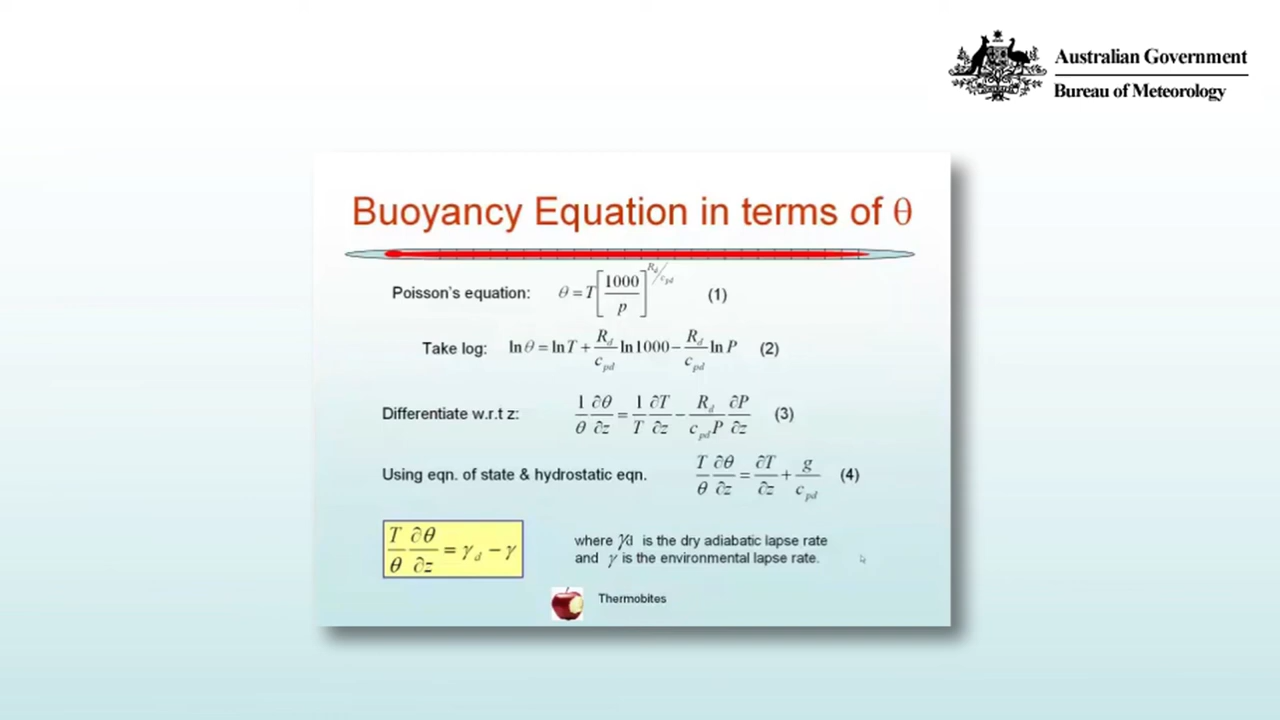 Australian Government
Bureau of Meteorology
Buoyancy Equation in terms of θ
Poisson's equation: θ = T[1000/p]^(R_d/c_pd) (1)
Take log: ln θ = ln T + R_d/c_pd ln 1000 − R_d/c_pd ln P (2)
Differentiate w.r.t z: 1/θ ∂θ/∂z = 1/T ∂T/∂z − R_d/(c_pd P) ∂P/∂z (3)
Using eqn. of state & hydrostatic eqn. T/θ ∂θ/∂z = ∂T/∂z + g/c_pd (4)
T/θ ∂θ/∂z = γ_d − γ
where γd is the dry adiabatic lapse rate
and γ is the environmental lapse rate.
Thermobites